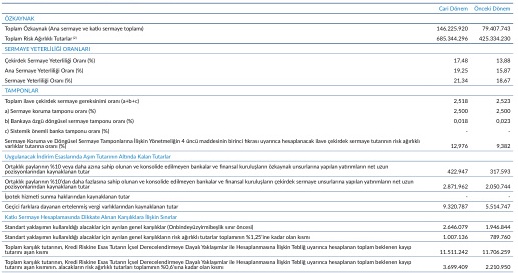 Cari Dönem Önceki Dönem
ÖZKAYNAK
Toplam Özkaynak (Ana sermaye ve katkı sermaye toplamı) 146.225.920 79.407.743
Toplam Risk Ağırlıklı Tutarlar 685.344.296 425.334.230
SERMAYE YETERLİLİĞİ ORANLARI
Çekirdek Sermaye Yeterliliği Oranı (%) 17,48 13,88
Ana Sermaye Yeterliliği Oranı (%) 19,25 15,87
Sermaye Yeterliliği Oranı (%) 21,34 18,67
TAMPONLAR
Toplam ilave çekirdek sermaye gereksinimi oranı (a+b+c) 2,518 2,523
a) Sermaye koruma tamponu oranı (%) 2,500 2,500
b) Bankaya özgü döngüsel sermaye tamponu oranı (%) 0,018 0,023
c) Sistemik önemli banka tamponu oranı (%) - -
Sermaye Koruma ve Döngüsel Sermaye Tamponlarına İlişkin Yönetmeliğin 4 üncü maddesinin birinci fıkrası uyarınca hesaplanacak ilave çekirdek sermaye tutarının risk ağırlıklı
varlıklar tutarına oranı (%) 12,976 9,382
Uygulanacak İndirim Esaslarında Aşım Tutarının Altında Kalan Tutarlar
Ortaklık paylarının %10 veya daha azına sahip olunan ve konsolide edilmeyen bankalar ve finansal kuruluşların özkaynak unsurlarına yapılan yatırımların net uzun
pozisyonlarından kaynaklanan tutar 422.947 317.593
Ortaklık paylarının %10'dan daha fazlasına sahip olunan ve konsolide edilmeyen bankalar ve finansal kuruluşların çekirdek sermaye unsurlarına yapılan yatırımların net uzun
pozisyonlarından kaynaklanan tutar 2.871.962 2.050.744
İpotek hizmeti sunma haklarından kaynaklanan tutar - -
Geçici farklara dayanan ertelenmiş vergi varlıklarından kaynaklanan tutar 9.320.787 5.514.747
Katkı Sermaye Hesaplamasında Dikkate Alınan Karşılıklara İlişkin Sınırlar
Standart yaklaşımın kullanıldığı alacaklar için ayrılan genel karşılıklar (Onbindeyüzyirmibeşlik sınır öncesi) 2.646.079 1.946.844
Standart yaklaşımın kullanıldığı alacaklar için ayrılan genel karşılıkların risk ağırlıklı tutarlar toplamının %1,25'ine kadar olan kısmı 1.007.136 789.760
Toplam karşılık tutarının, Kredi Riskine Esas Tutarın İçsel Derecelendirmeye Dayalı Yaklaşımlar ile Hesaplanmasına İlişkin Tebliğ uyarınca hesaplanan toplam beklenen kayıp
tutarını aşan kısmı 11.511.242 11.706.259
Toplam karşılık tutarının, Kredi Riskine Esas Tutarın İçsel Derecelendirmeye Dayalı Yaklaşımlar ile Hesaplanmasına İlişkin Tebliğ uyarınca hesaplanan toplam beklenen kayıp
tutarını aşan kısmının, alacakların risk ağırlıklı tutarları toplamının %0,6'sına kadar olan kısmı 3.699.409 2.210.950